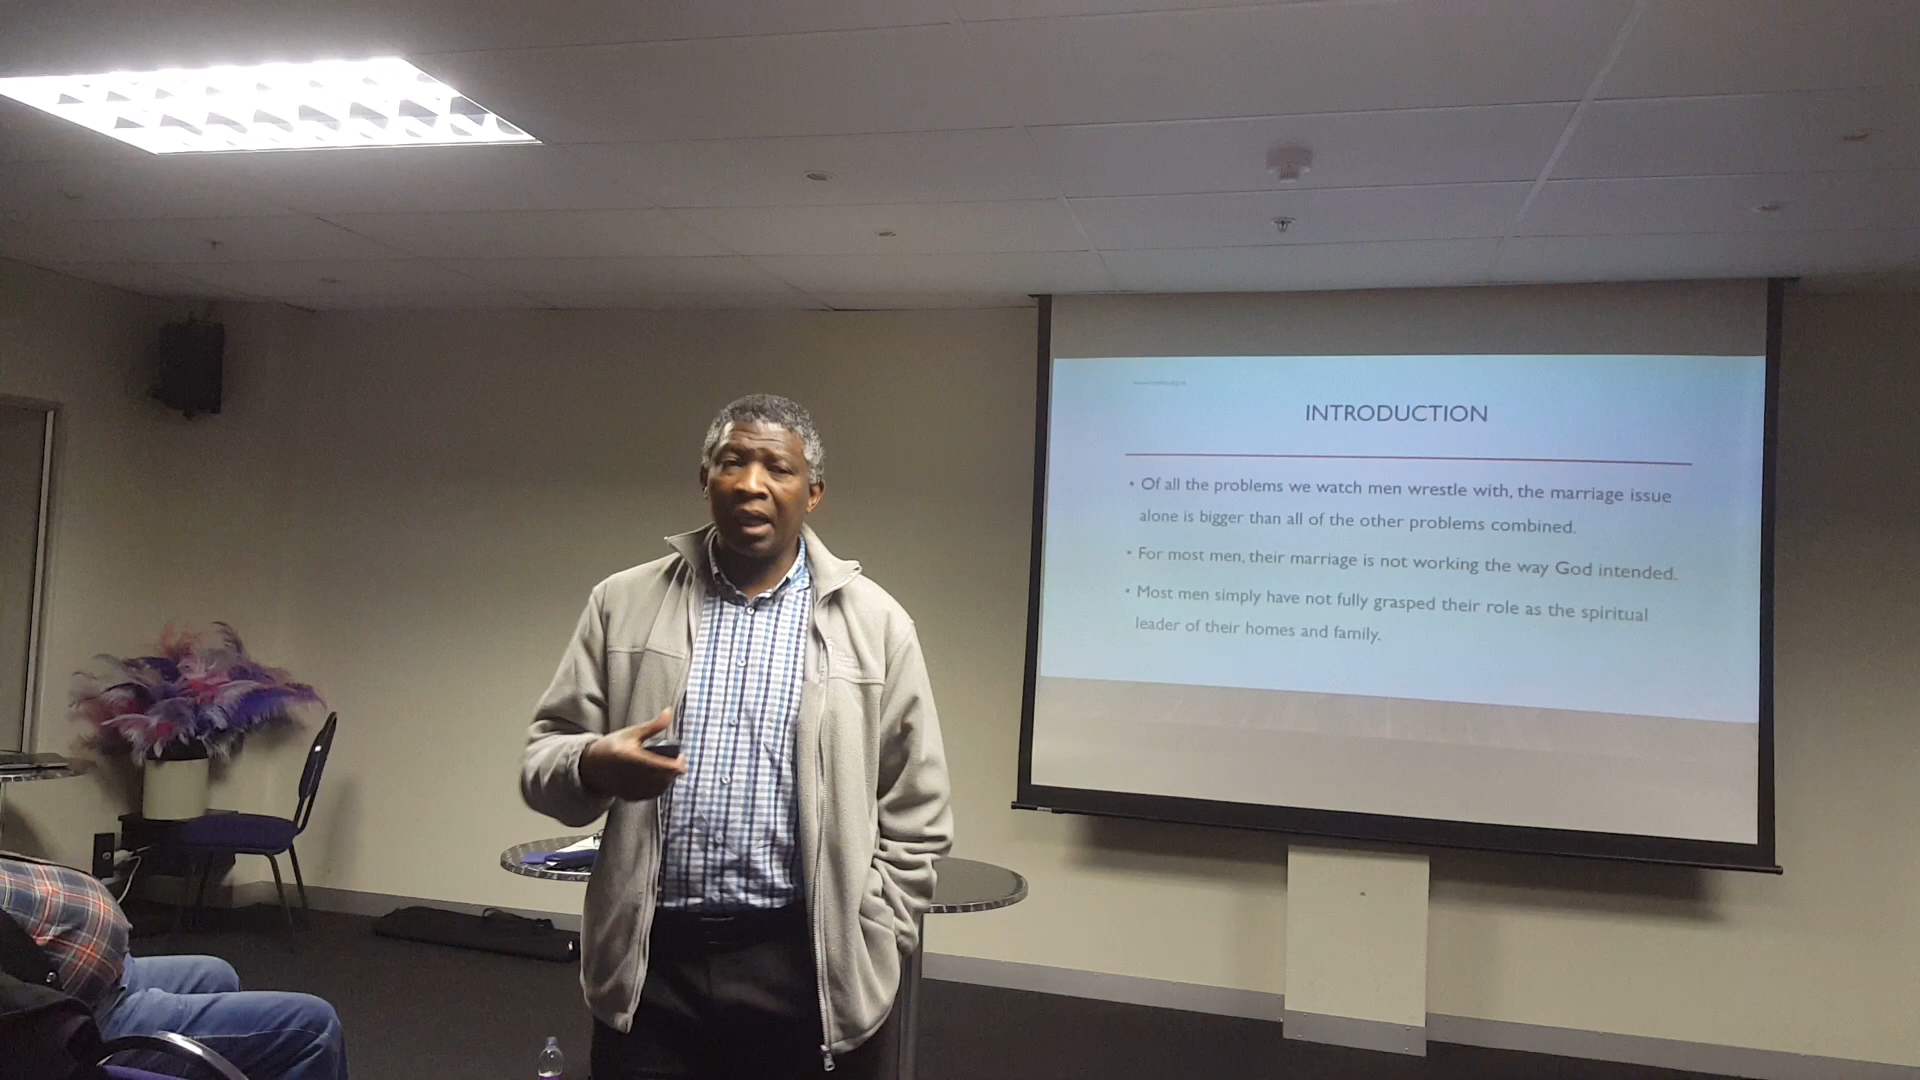 INTRODUCTION
• Of all the problems we watch men wrestle with, the marriage issue
alone is bigger than all of the other problems combined.
• For most men, their marriage is not working the way God intended.
• Most men simply have not fully grasped their role as the spiritual
leader of their homes and family.